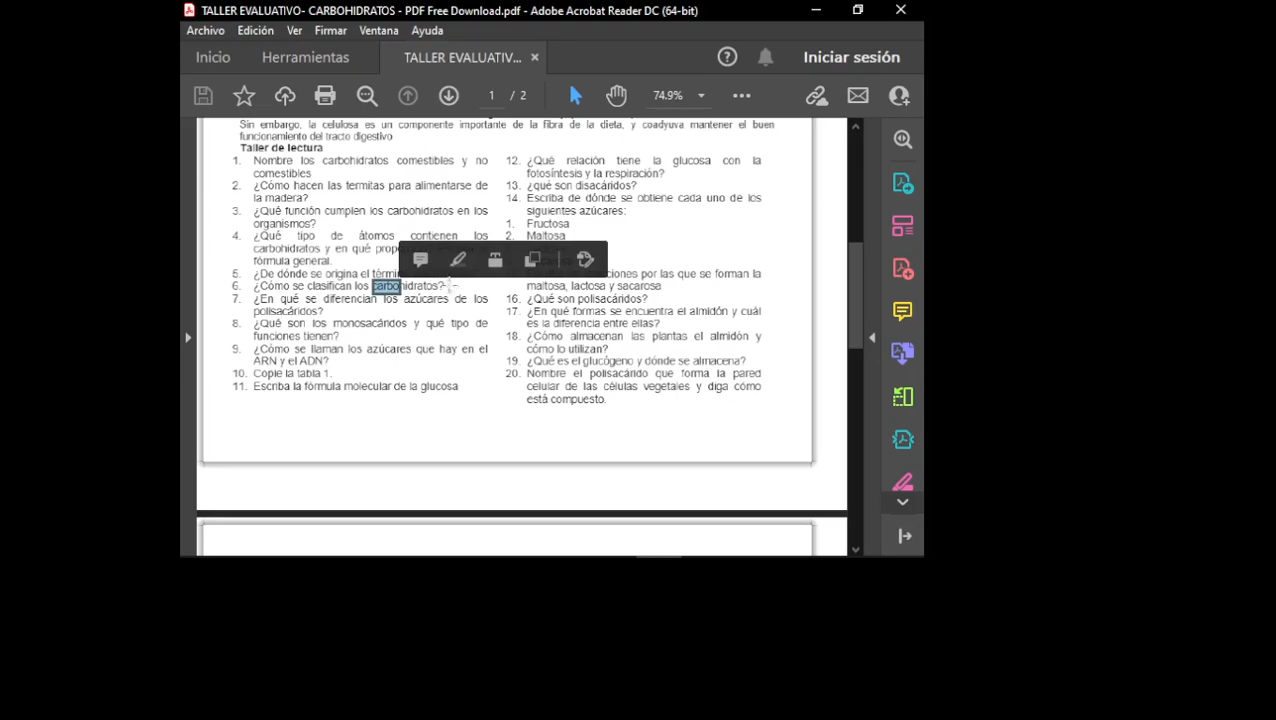 TALLER EVALUATIVO- CARBOHIDRATOS - PDF Free Download.pdf - Adobe Acrobat Reader DC (64-bit)
Archivo Edición Ver Firmar Ventana Ayuda
Inicio Herramientas TALLER EVALUATIV... Iniciar sesión
1 / 2 74.9%
Sin embargo, la celulosa es un componente importante de la fibra de la dieta, y coadyuva mantener el buen
funcionamiento del tracto digestivo
Taller de lectura
1. Nombre los carbohidratos comestibles y no
comestibles
2. ¿Cómo hacen las termitas para alimentarse de
la madera?
3. ¿Qué función cumplen los carbohidratos en los
organismos?
4. ¿Qué tipo de átomos contienen los
carbohidratos y en qué
fórmula general.
5. ¿De dónde se origina el término
6. ¿Cómo se clasifican los carbohidratos?
7. ¿En qué se diferencian los azúcares de los
polisacáridos?
8. ¿Qué son los monosacáridos y qué tipo de
funciones tienen?
9. ¿Cómo se llaman los azúcares que hay en el
ARN y el ADN?
10. Copie la tabla 1.
11. Escriba la fórmula molecular de la glucosa
12. ¿Qué relación tiene la glucosa con la
fotosíntesis y la respiración?
13. ¿qué son disacáridos?
14. Escriba de dónde se obtiene cada uno de los
siguientes azúcares:
1. Fructosa
2. Maltosa
por las que se forman la
maltosa, lactosa y sacarosa
16. ¿Qué son polisacáridos?
17. ¿En qué formas se encuentra el almidón y cuál
es la diferencia entre ellas?
18. ¿Cómo almacenan las plantas el almidón y
cómo lo utilizan?
19. ¿Qué es el glucógeno y dónde se almacena?
20. Nombre el polisacárido que forma la pared
celular de las células vegetales y diga cómo
está compuesto.